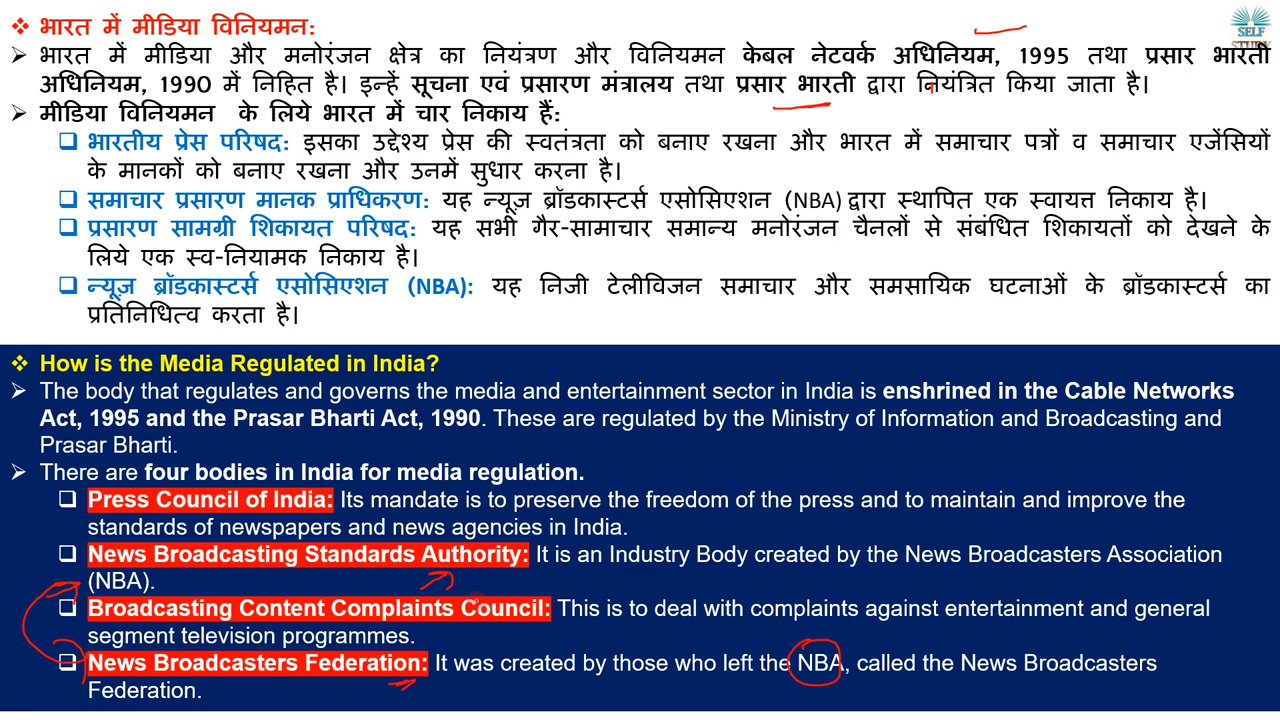 ❖ भारत में मीडिया विनियमन:
➢ भारत में मीडिया और मनोरंजन क्षेत्र का नियंत्रण और विनियमन केबल नेटवर्क अधिनियम, 1995 तथा प्रसार भारती
अधिनियम, 1990 में निहित है। इन्हें सूचना एवं प्रसारण मंत्रालय तथा प्रसार भारती द्वारा नियंत्रित किया जाता है।
➢ मीडिया विनियमन के लिये भारत में चार निकाय हैं:
❑ भारतीय प्रेस परिषद: इसका उद्देश्य प्रेस की स्वतंत्रता को बनाए रखना और भारत में समाचार पत्रों व समाचार एजेंसियों
के मानकों को बनाए रखना और उनमें सुधार करना है।
❑ समाचार प्रसारण मानक प्राधिकरण: यह न्यूज़ ब्रॉडकास्टर्स एसोसिएशन (NBA) द्वारा स्थापित एक स्वायत्त निकाय है।
❑ प्रसारण सामग्री शिकायत परिषद: यह सभी गैर-सामाचार समान्य मनोरंजन चैनलों से संबंधित शिकायतों को देखने के
लिये एक स्व-नियामक निकाय है।
❑ न्यूज़ ब्रॉडकास्टर्स एसोसिएशन (NBA): यह निजी टेलीविजन समाचार और समसायिक घटनाओं के ब्रॉडकास्टर्स का
प्रतिनिधित्व करता है।
SELF
STUDY
❖ How is the Media Regulated in India?
➢ The body that regulates and governs the media and entertainment sector in India is enshrined in the Cable Networks
Act, 1995 and the Prasar Bharti Act, 1990. These are regulated by the Ministry of Information and Broadcasting and
Prasar Bharti.
➢ There are four bodies in India for media regulation.
❑ Press Council of India: Its mandate is to preserve the freedom of the press and to maintain and improve the
standards of newspapers and news agencies in India.
❑ News Broadcasting Standards Authority: It is an Industry Body created by the News Broadcasters Association
(NBA).
❑ Broadcasting Content Complaints Council: This is to deal with complaints against entertainment and general
segment television programmes.
❑ News Broadcasters Federation: It was created by those who left the NBA, called the News Broadcasters
Federation.